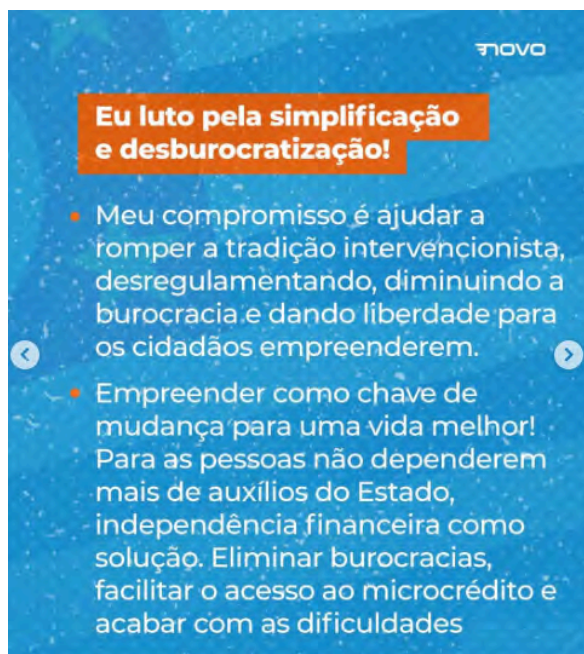 NOVO
Eu luto pela simplificação
e desburocratização!
• Meu compromisso é ajudar a
romper a tradição intervencionista,
desregulamentando, diminuindo a
burocracia e dando liberdade para
os cidadãos empreenderem.
• Empreender como chave de
mudança para uma vida melhor!
Para as pessoas não dependerem
mais de auxílios do Estado,
independência financeira como
solução. Eliminar burocracias,
facilitar o acesso ao microcrédito e
acabar com as dificuldades